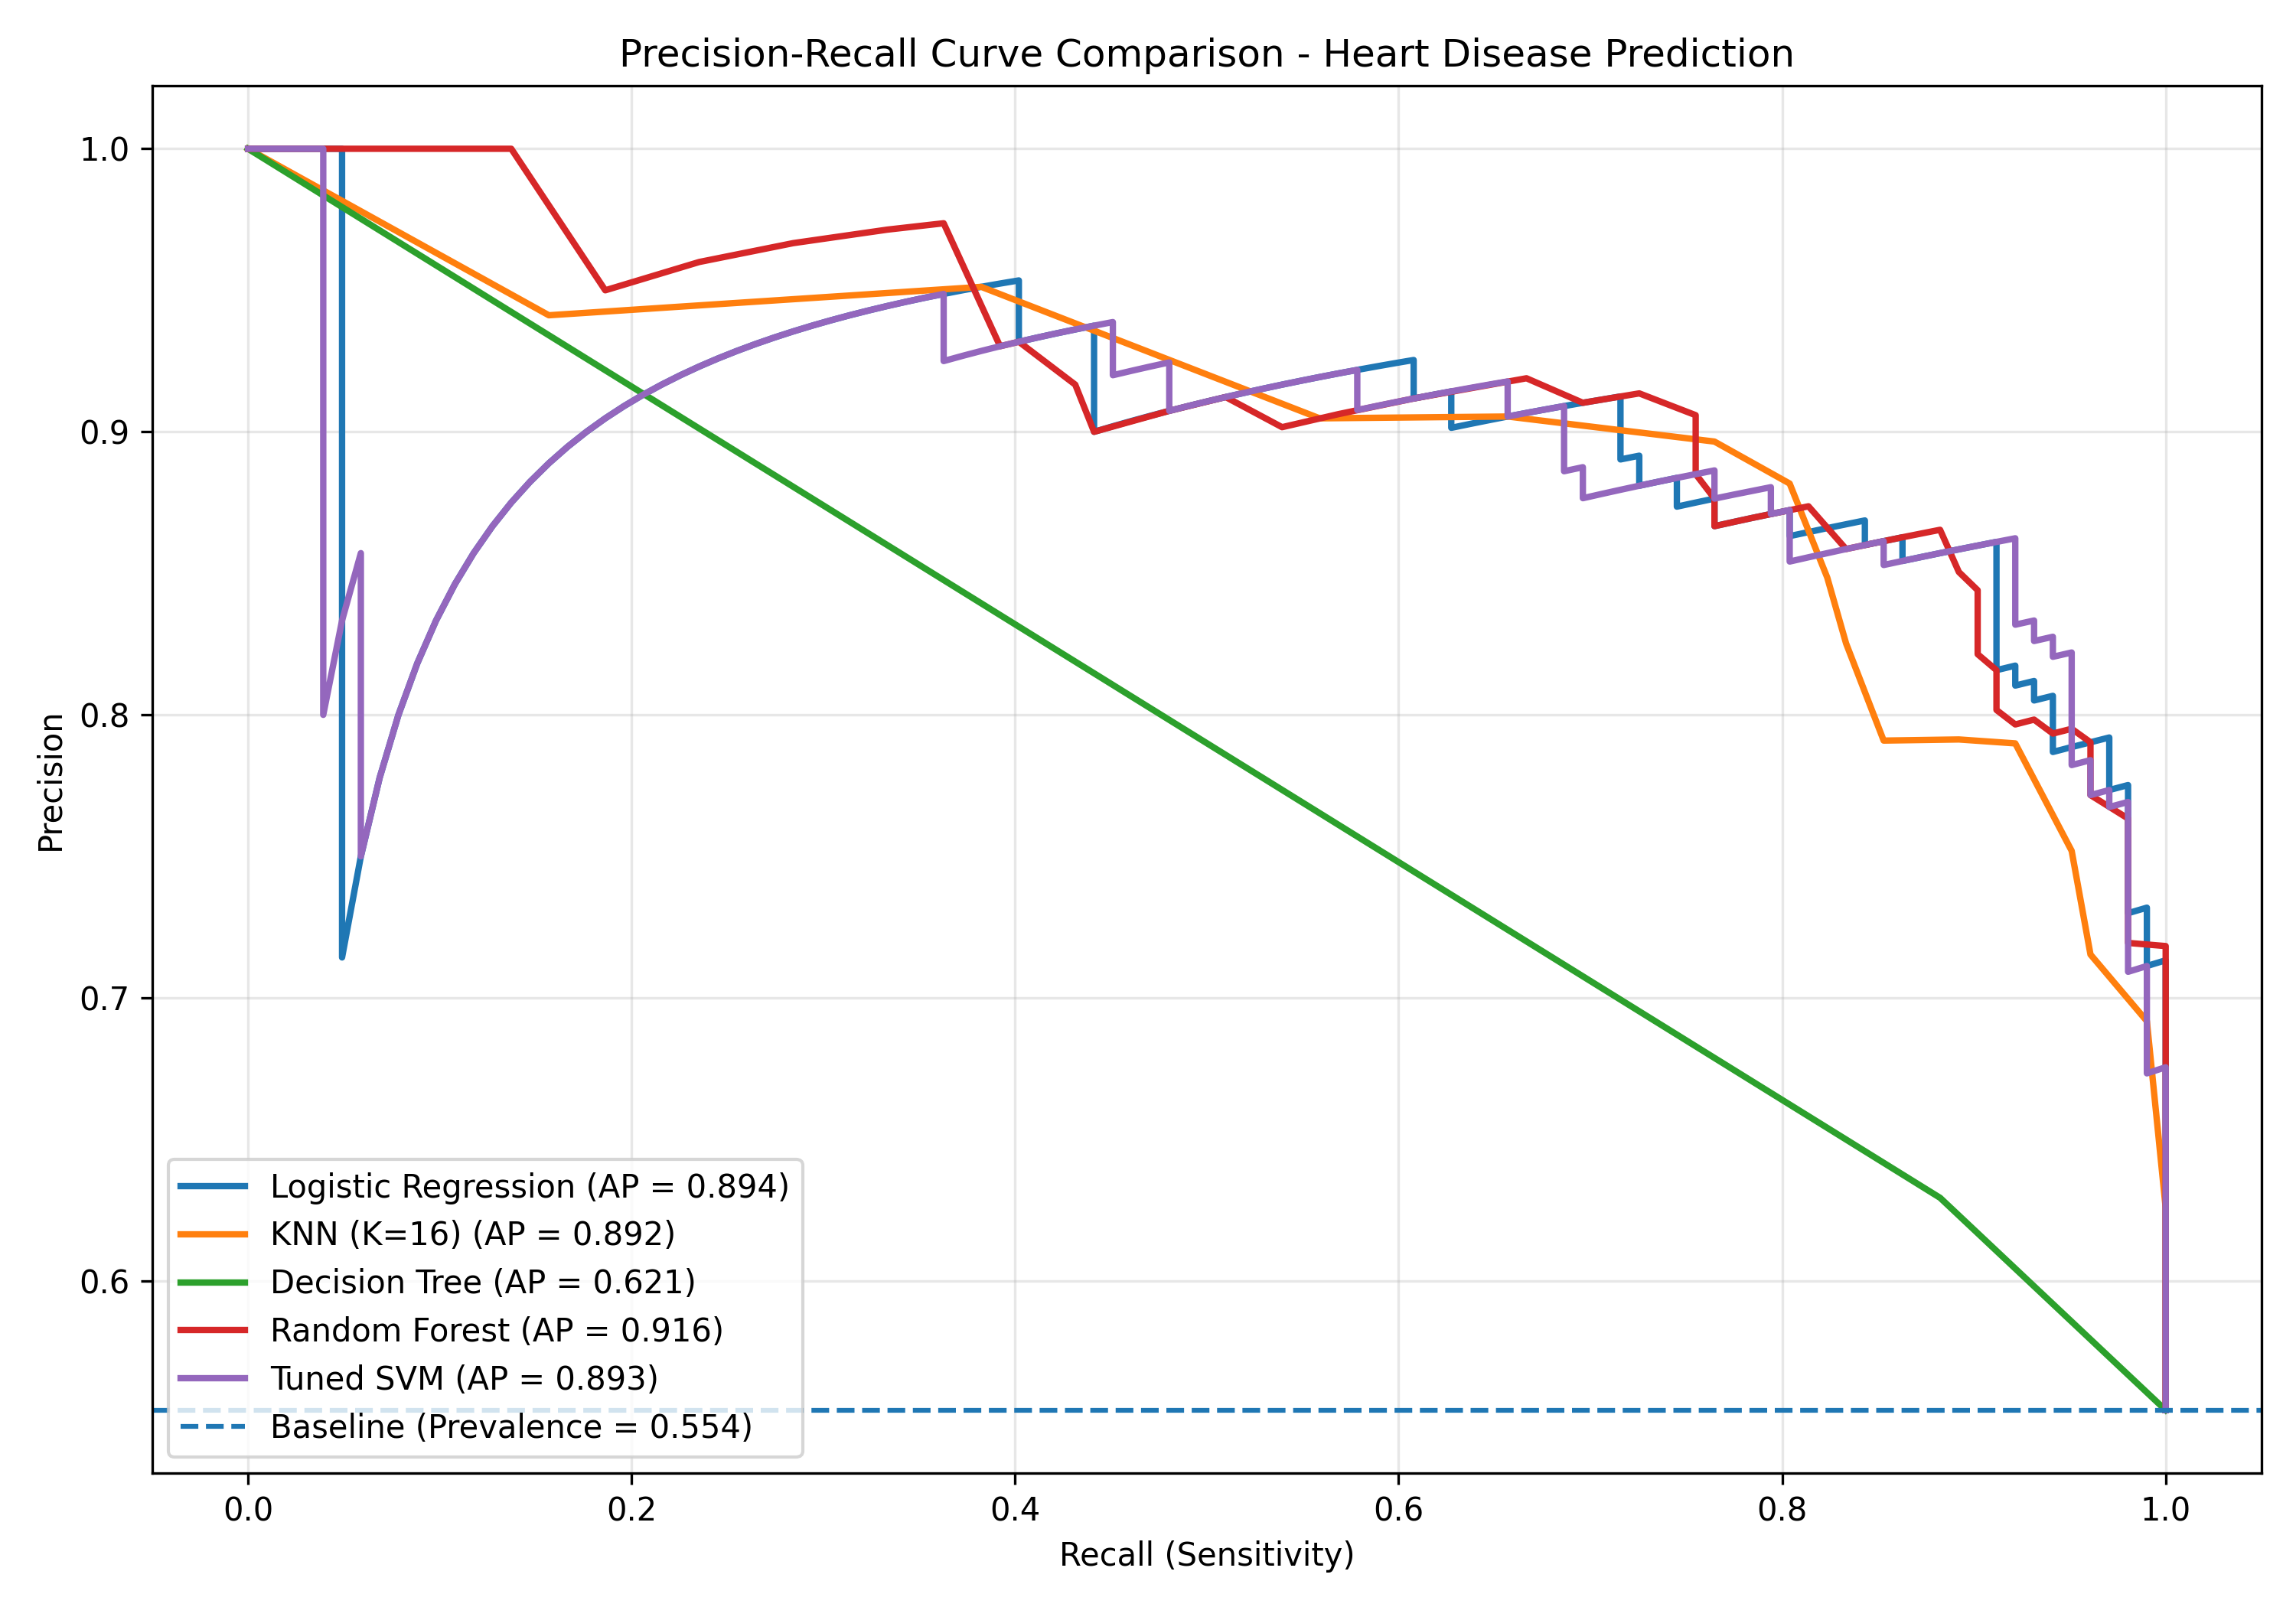 Precision-Recall Curve Comparison - Heart Disease Prediction
1.0
0.9
0.8
0.7
0.6
Precision
Logistic Regression (AP = 0.894)
KNN (K=16) (AP = 0.892)
Decision Tree (AP = 0.621)
Random Forest (AP = 0.916)
Tuned SVM (AP = 0.893)
Baseline (Prevalence = 0.554)
0.0 0.2 0.4 0.6 0.8 1.0
Recall (Sensitivity)